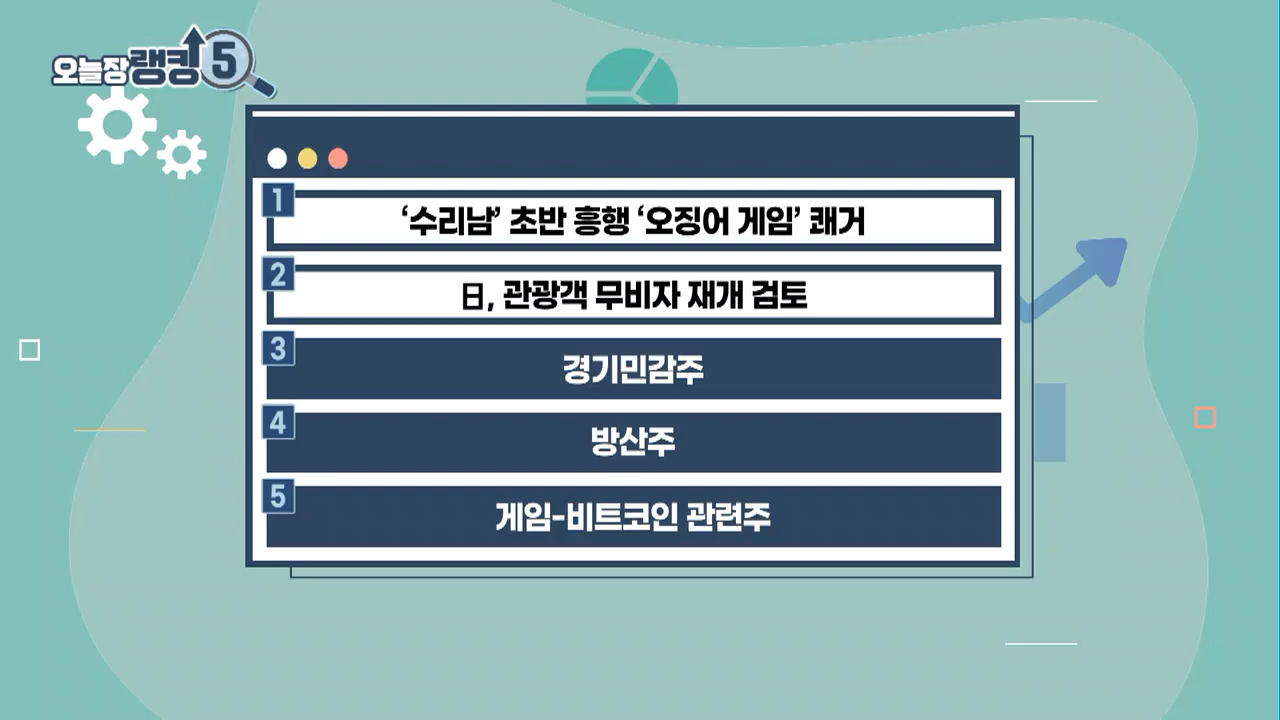 오늘장 랭킹 5
1
‘수리남’ 초반 흥행 ‘오징어 게임’ 쾌거
2
日, 관광객 무비자 재개 검토
3
경기민감주
4
방산주
5
게임-비트코인 관련주